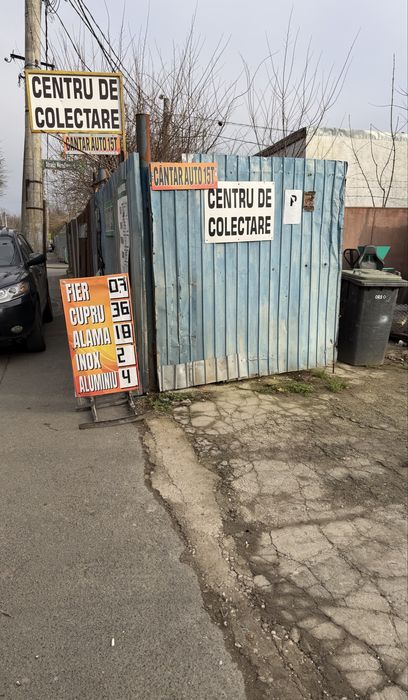 CENTRU DE
COLECTARE
CANTAR AUTO 15T
CANTAR AUTO 15T
CENTRU DE
COLECTARE
P
FIER 0,7
CUPRU 36
ALAMA 18
INOX 2
ALUMINIU 4